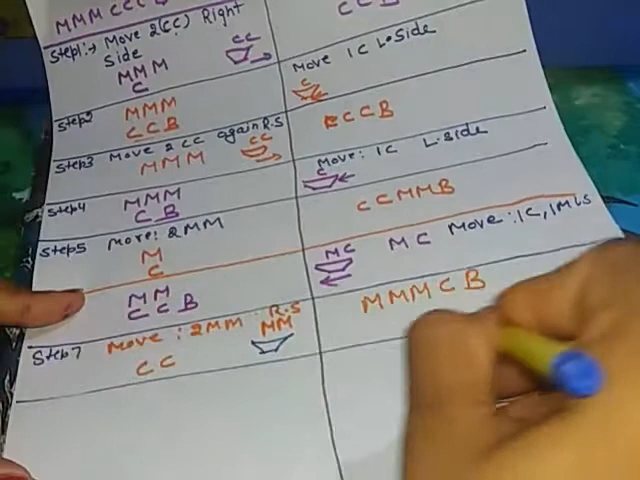 MMM CCC
CCB
Step1:→ Move 2(CC) Right
Side
CC
MMM
C
Move 1C L·Side
C
Step2
MMM
CCB
CCB
Step3 Move 2 CC again R.S
CC
MMM
Move: 1C L·side
C
Step4
MMM
CB
CCMMB
Step5 Move: 2MM
M
C
MC
MC Move: 1C, 1M LS
MM
CCB
MMMCB
Step7 Move: 2MM R.S
MM
CC